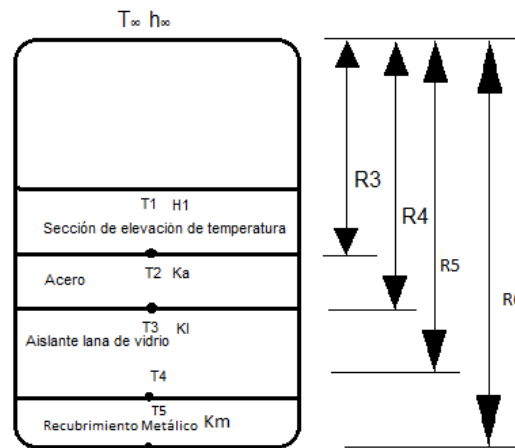 T∞ h∞
T1 H1
Sección de elevación de temperatura
T2 Ka
Acero
T3 Kl
Aislante lana de vidrio
T4
T5
Recubrimiento Metálico Km
R3
R4
R5